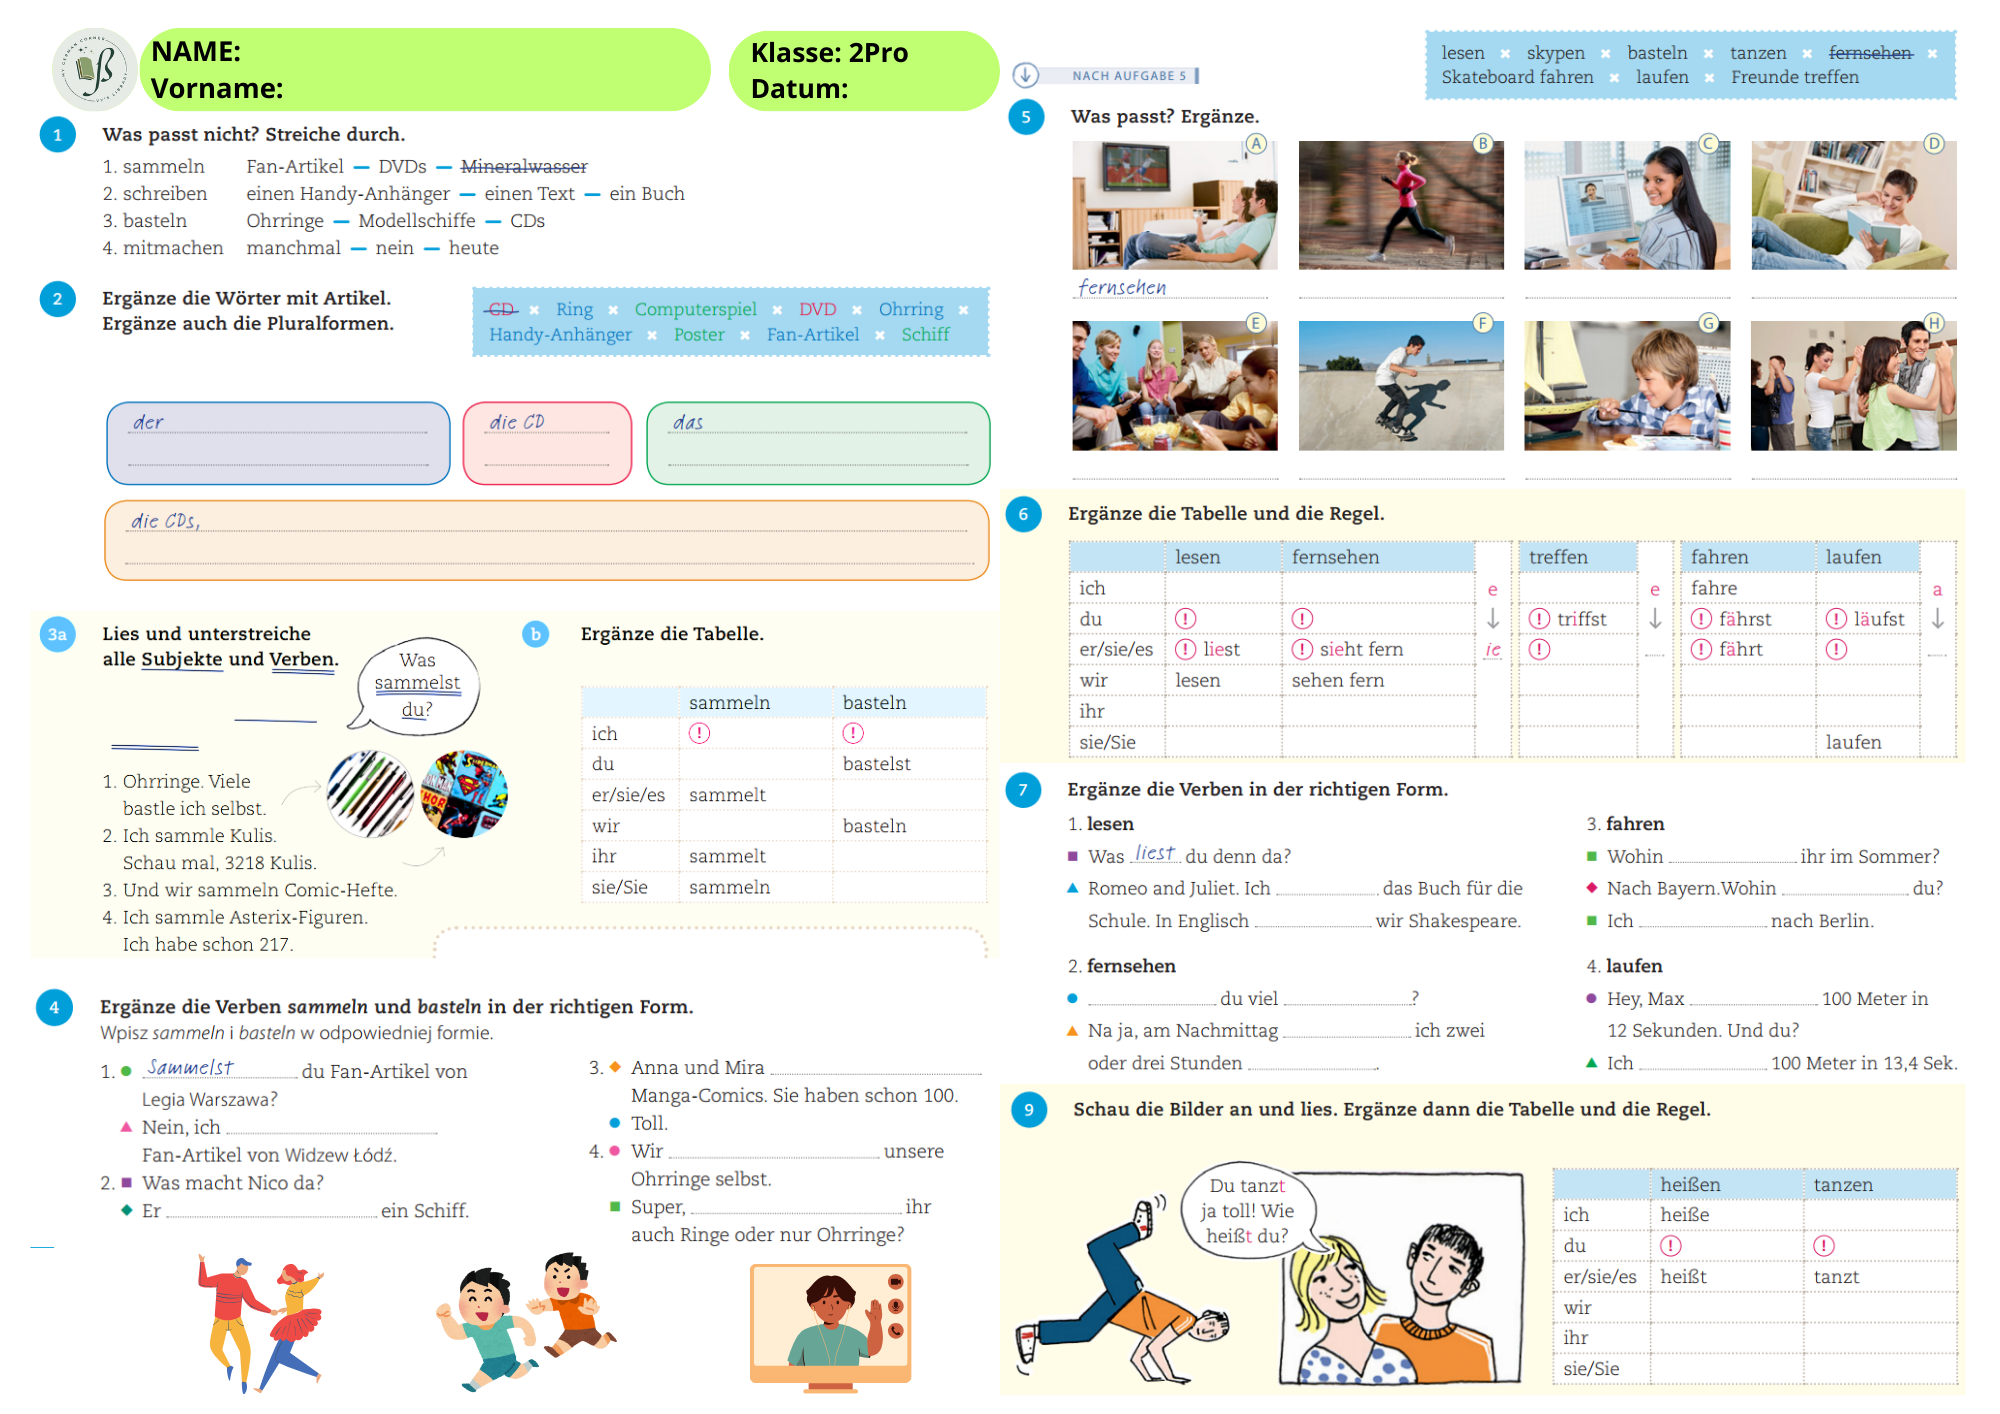 NAME:
Vorname:
Klasse: 2Pro
Datum:
1 Was passt nicht? Streiche durch.
1. sammeln Fan-Artikel – DVDs – Mineralwasser
2. schreiben einen Handy-Anhänger – einen Text – ein Buch
3. basteln Ohrringe – Modellschiffe – CDs
4. mitmachen manchmal – nein – heute
2 Ergänze die Wörter mit Artikel.
Ergänze auch die Pluralformen.
CD × Ring × Computerspiel × DVD × Ohrring ×
Handy-Anhänger × Poster × Fan-Artikel × Schiff
der
die CD
das
die CDs,
3a Lies und unterstreiche
alle Subjekte und Verben.
Was
sammelst
du?
1. Ohrringe. Viele
bastle ich selbst.
2. Ich sammle Kulis.
Schau mal, 3218 Kulis.
3. Und wir sammeln Comic-Hefte.
4. Ich sammle Asterix-Figuren.
Ich habe schon 217.
b Ergänze die Tabelle.
sammeln basteln
ich ! !
du bastelst
er/sie/es sammelt
wir basteln
ihr sammelt
sie/Sie sammeln
4 Ergänze die Verben sammeln und basteln in der richtigen Form.
Wpisz sammeln i basteln w odpowiedniej formie.
1. Sammelst du Fan-Artikel von
Legia Warszawa?
Nein, ich
Fan-Artikel von Widzew Łódź.
2. Was macht Nico da?
Er ein Schiff.
3. Anna und Mira
Manga-Comics. Sie haben schon 100.
Toll.
4. Wir unsere
Ohrringe selbst.
Super, ihr
auch Ringe oder nur Ohrringe?
NACH AUFGABE 5
lesen × skypen × basteln × tanzen × fernsehen ×
Skateboard fahren × laufen × Freunde treffen
5 Was passt? Ergänze.
A B C D
fernsehen
E F G H
6 Ergänze die Tabelle und die Regel.
lesen fernsehen treffen fahren laufen
ich e e fahre a
du ! ! ↓ ! triffst ↓ ! fährst ! läufst ↓
er/sie/es ! liest ! sieht fern ie ! ! fährt !
wir lesen sehen fern
ihr
sie/Sie laufen
7 Ergänze die Verben in der richtigen Form.
1. lesen
Was liest du denn da?
Romeo and Juliet. Ich das Buch für die
Schule. In Englisch wir Shakespeare.
2. fernsehen
du viel ?
Na ja, am Nachmittag ich zwei
oder drei Stunden .
3. fahren
Wohin ihr im Sommer?
Nach Bayern.Wohin du?
Ich nach Berlin.
4. laufen
Hey, Max 100 Meter in
12 Sekunden. Und du?
Ich 100 Meter in 13,4 Sek.
9 Schau die Bilder an und lies. Ergänze dann die Tabelle und die Regel.
Du tanzt
ja toll! Wie
heißt du?
heißen tanzen
ich heiße
du ! !
er/sie/es heißt tanzt
wir
ihr
sie/Sie